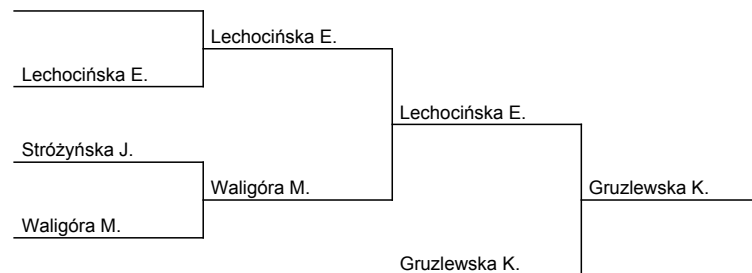 Lechocińska E.
Lechocińska E.
Lechocińska E.
Stróżyńska J.
Waligóra M.
Gruzlewska K.
Waligóra M.
Gruzlewska K.